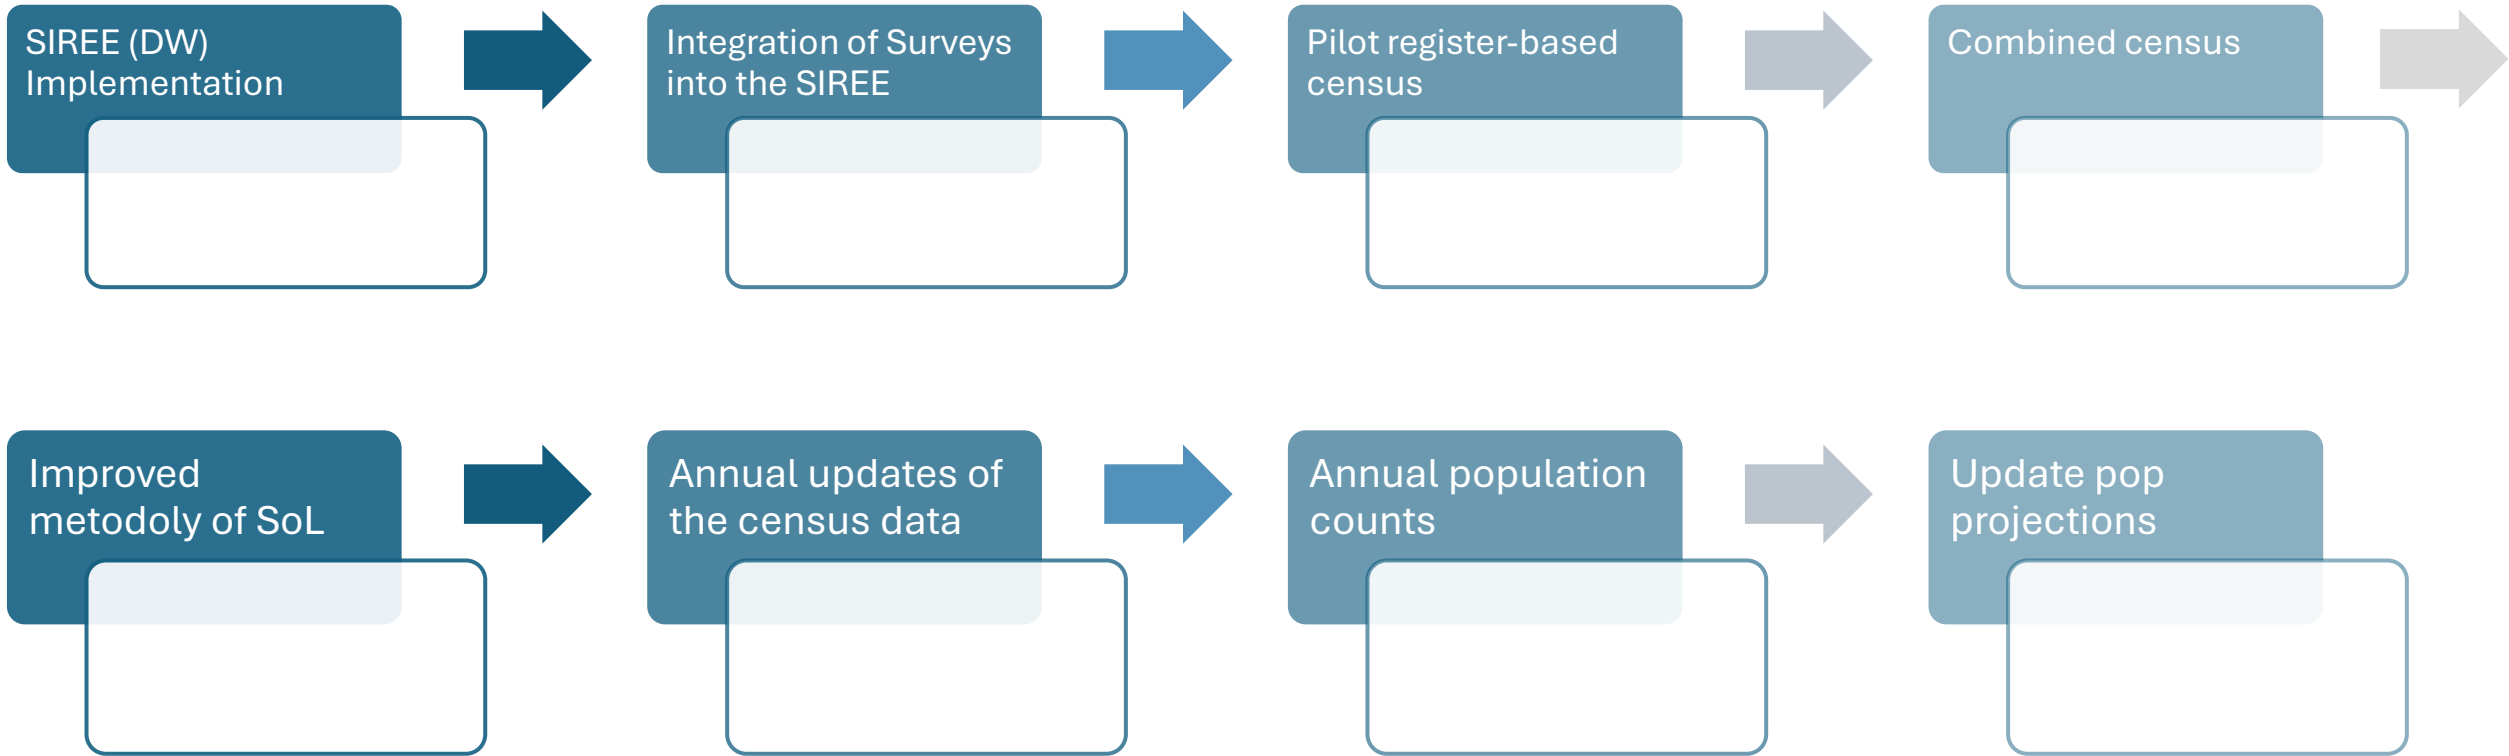 SIREE (DW)
Implementation
Integration of Surveys
into the SIREE
Pilot register-based
census
Combined census
Improved
metodoly of SoL
Annual updates of
the census data
Annual population
counts
Update pop
projections